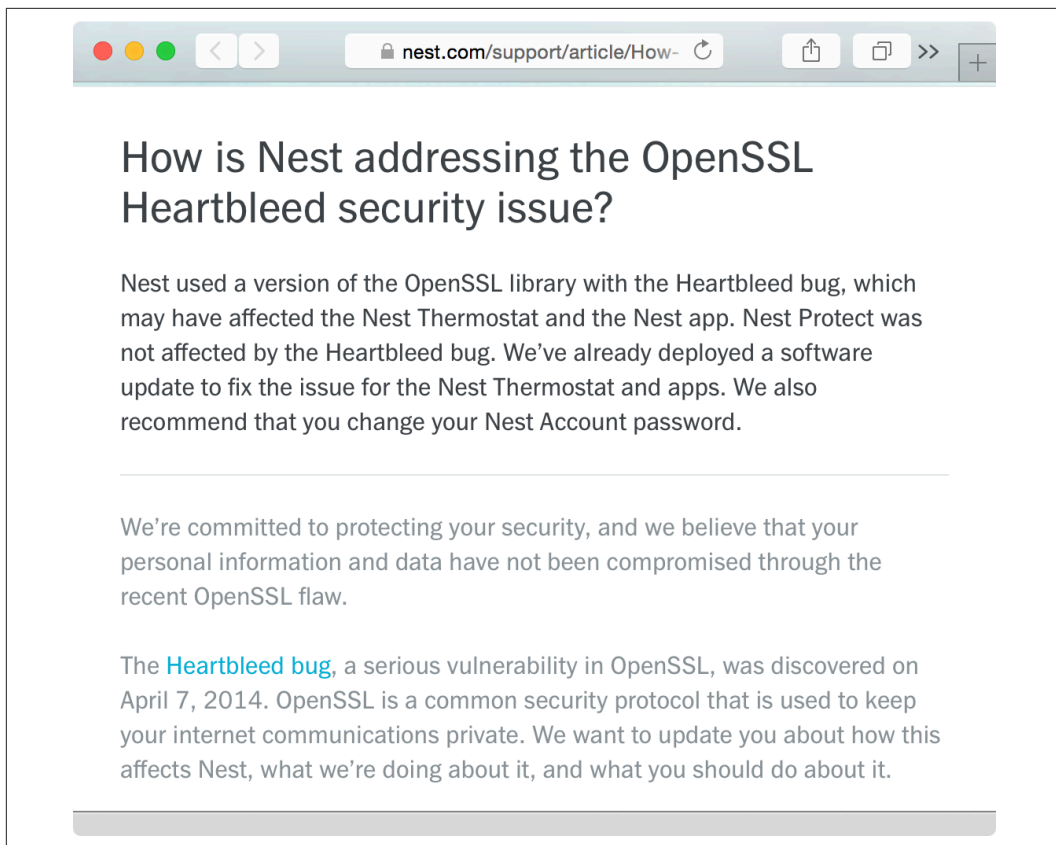 nest.com/support/article/How-
How is Nest addressing the OpenSSL
Heartbleed security issue?
Nest used a version of the OpenSSL library with the Heartbleed bug, which
may have affected the Nest Thermostat and the Nest app. Nest Protect was
not affected by the Heartbleed bug. We’ve already deployed a software
update to fix the issue for the Nest Thermostat and apps. We also
recommend that you change your Nest Account password.
We’re committed to protecting your security, and we believe that your
personal information and data have not been compromised through the
recent OpenSSL flaw.
The Heartbleed bug, a serious vulnerability in OpenSSL, was discovered on
April 7, 2014. OpenSSL is a common security protocol that is used to keep
your internet communications private. We want to update you about how this
affects Nest, what we’re doing about it, and what you should do about it.